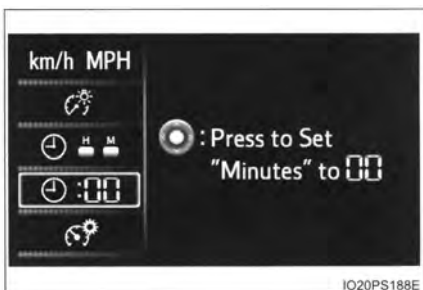 km/h MPH
H M
: Press to Set
"Minutes" to 00
:00
IO20PS188E